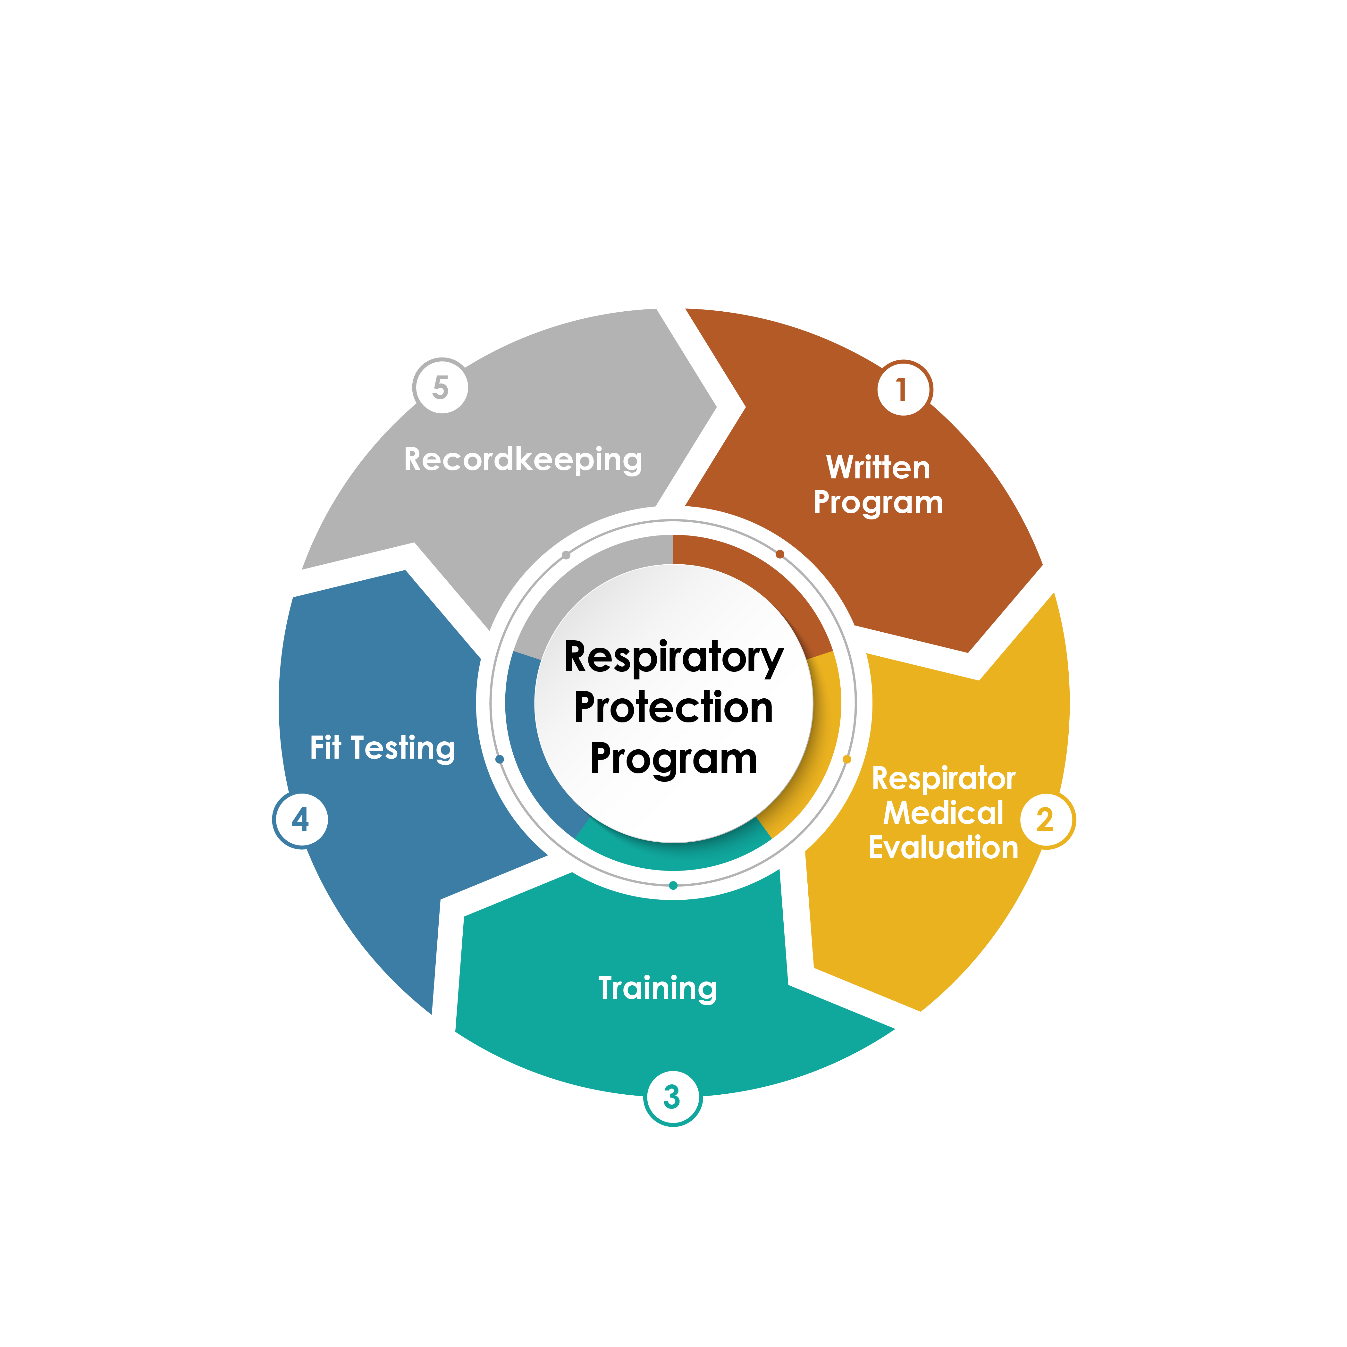 Respiratory
Protection
Program
1
Written
Program
2
Respirator
Medical
Evaluation
3
Training
4
Fit Testing
5
Recordkeeping